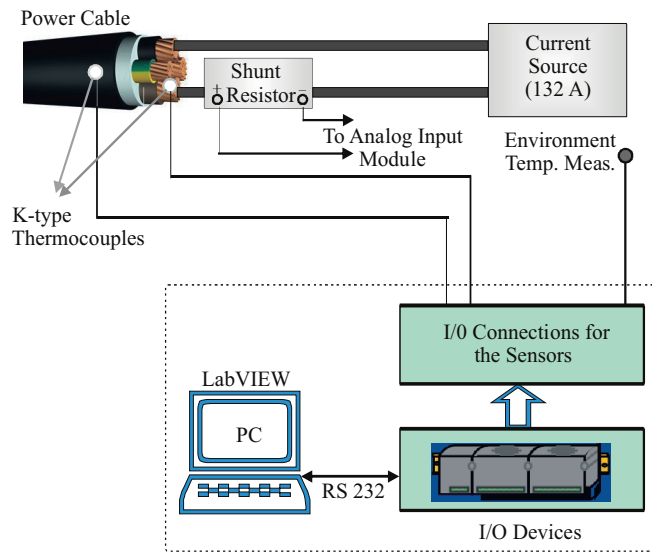 Power Cable
Current
Source
(132 A)
Shunt
Resistor
+ −
To Analog Input
Module
Environment
Temp. Meas.
K-type
Thermocouples
I/0 Connections for
the Sensors
LabVIEW
PC
RS 232
I/O Devices